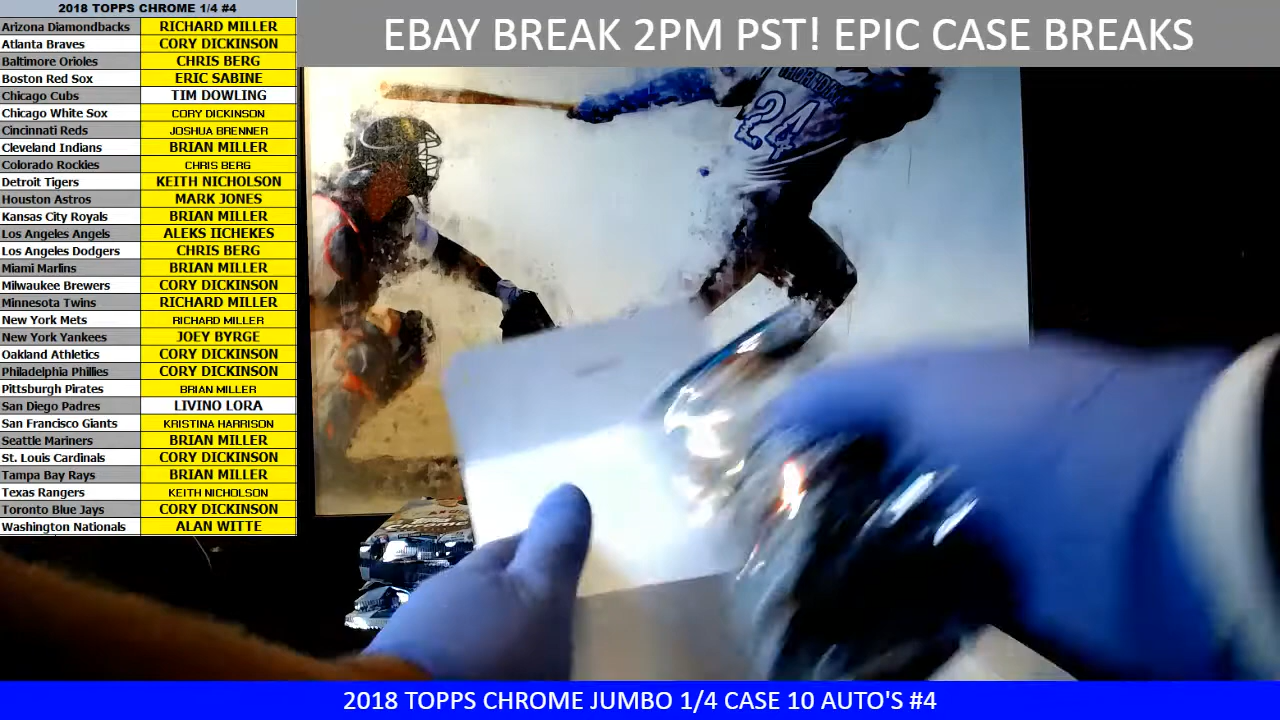 2018 TOPPS CHROME 1/4 #4
EBAY BREAK 2PM PST! EPIC CASE BREAKS
Arizona Diamondbacks RICHARD MILLER
Atlanta Braves CORY DICKINSON
Baltimore Orioles CHRIS BERG
Boston Red Sox ERIC SABINE
Chicago Cubs TIM DOWLING
Chicago White Sox CORY DICKINSON
Cincinnati Reds JOSHUA BRENNER
Cleveland Indians BRIAN MILLER
Colorado Rockies CHRIS BERG
Detroit Tigers KEITH NICHOLSON
Houston Astros MARK JONES
Kansas City Royals BRIAN MILLER
Los Angeles Angels ALEKS IICHEKES
Los Angeles Dodgers CHRIS BERG
Miami Marlins BRIAN MILLER
Milwaukee Brewers CORY DICKINSON
Minnesota Twins RICHARD MILLER
New York Mets RICHARD MILLER
New York Yankees JOEY BYRGE
Oakland Athletics CORY DICKINSON
Philadelphia Phillies CORY DICKINSON
Pittsburgh Pirates BRIAN MILLER
San Diego Padres LIVINO LORA
San Francisco Giants KRISTINA HARRISON
Seattle Mariners BRIAN MILLER
St. Louis Cardinals CORY DICKINSON
Tampa Bay Rays BRIAN MILLER
Texas Rangers KEITH NICHOLSON
Toronto Blue Jays CORY DICKINSON
Washington Nationals ALAN WITTE
24
2018 TOPPS CHROME JUMBO 1/4 CASE 10 AUTO'S #4